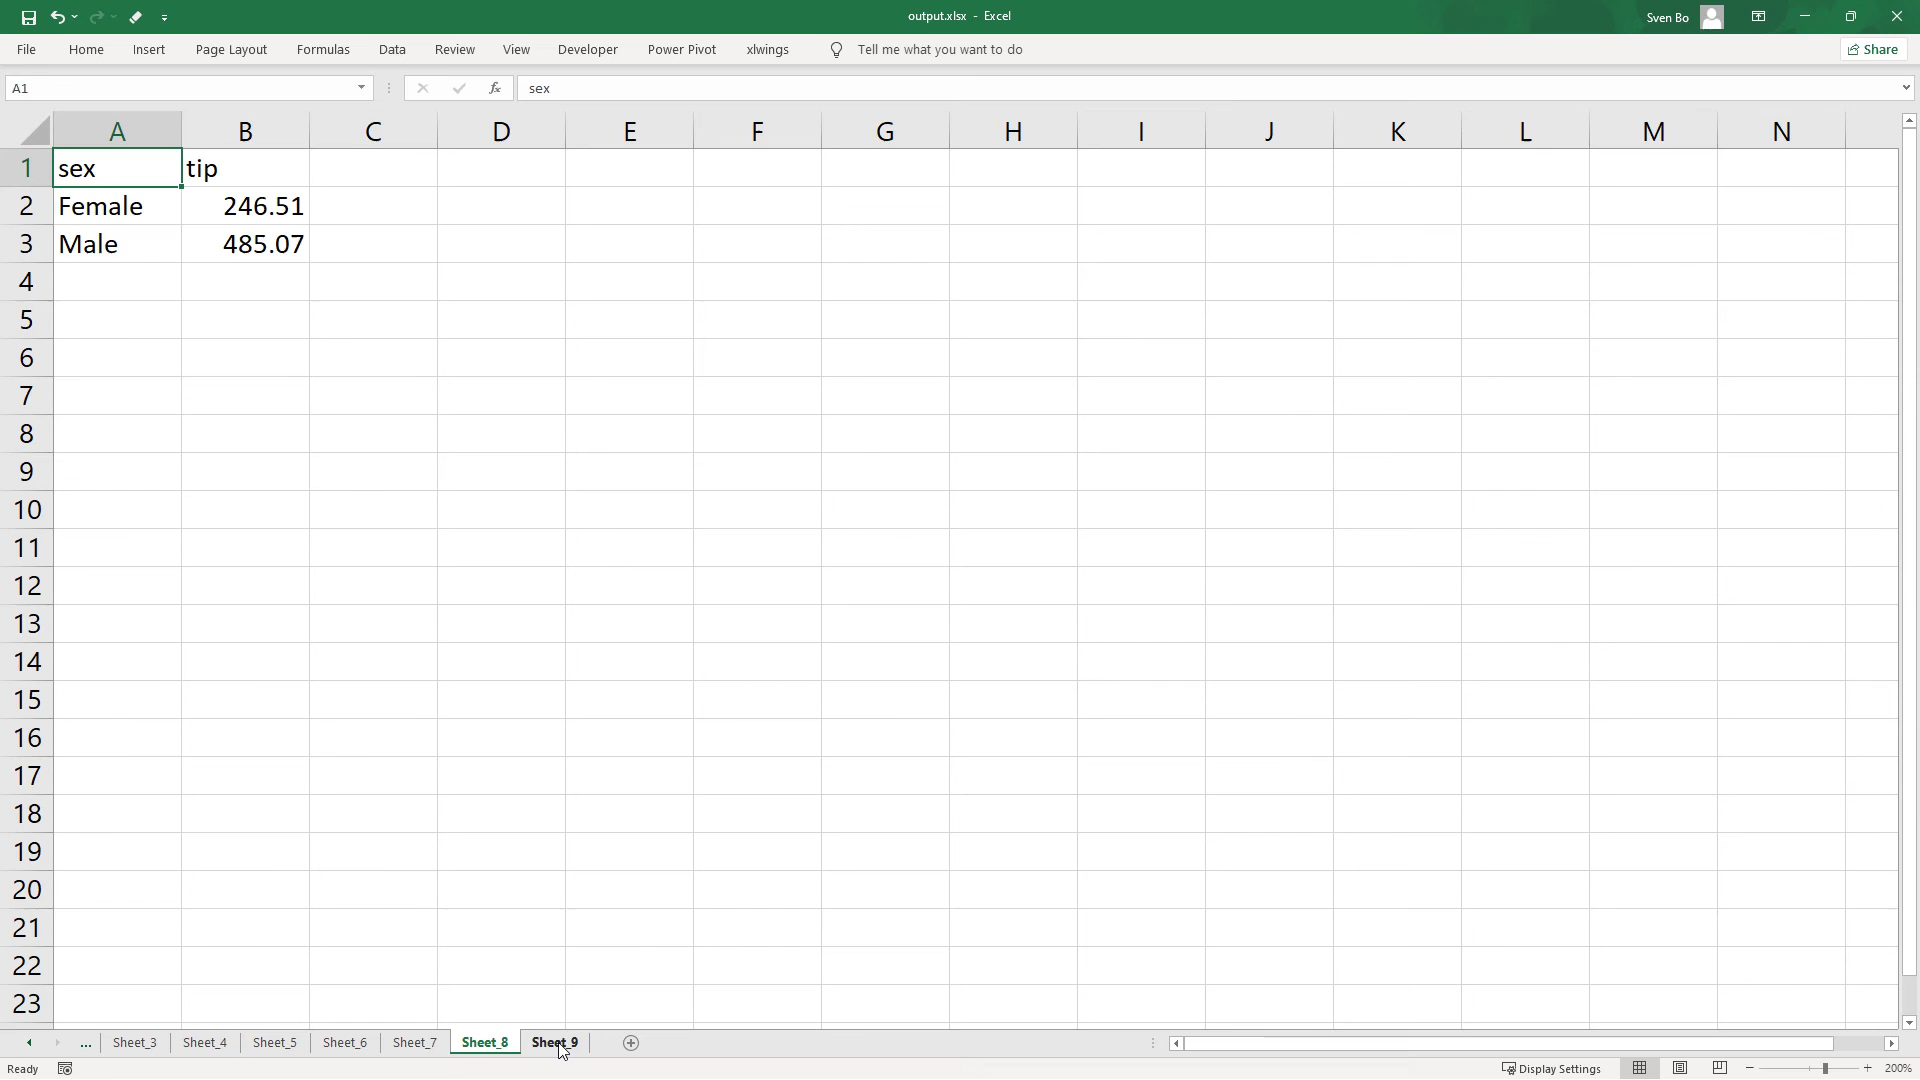 output.xlsx - Excel
Sven Bo
File Home Insert Page Layout Formulas Data Review View Developer Power Pivot xlwings Tell me what you want to do Share
A1 fx sex
A B C D E F G H I J K L M N
1 sex tip
2 Female 246.51
3 Male 485.07
4
5
6
7
8
9
10
11
12
13
14
15
16
17
18
19
20
21
22
23
... Sheet_3 Sheet_4 Sheet_5 Sheet_6 Sheet_7 Sheet_8 Sheet_9
Ready Display Settings 200%